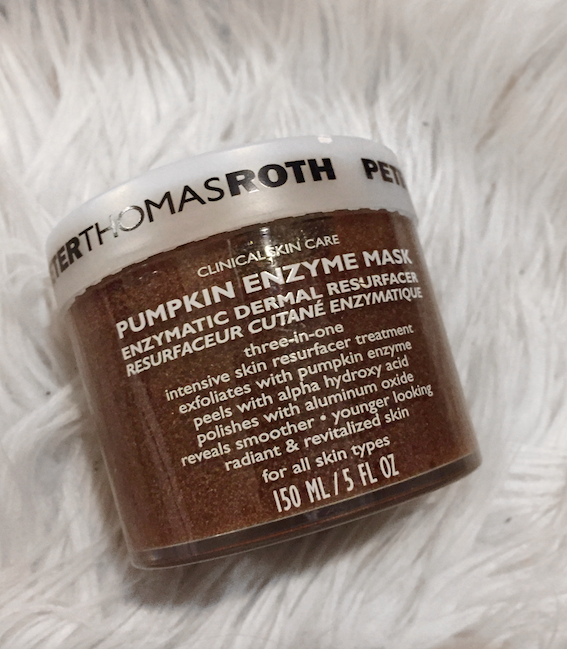 TERTHOMASROTH PETE
CLINICAL SKIN CARE
PUMPKIN ENZYME MASK
ENZYMATIC DERMAL RESURFACER
RESURFACEUR CUTANÉ ENZYMATIQUE
three-in-one
intensive skin resurfacer treatment
exfoliates with pumpkin enzyme
peels with alpha hydroxy acid
polishes with aluminum oxide
reveals smoother • younger looking
radiant & revitalized skin
for all skin types
150 ML / 5 FL OZ